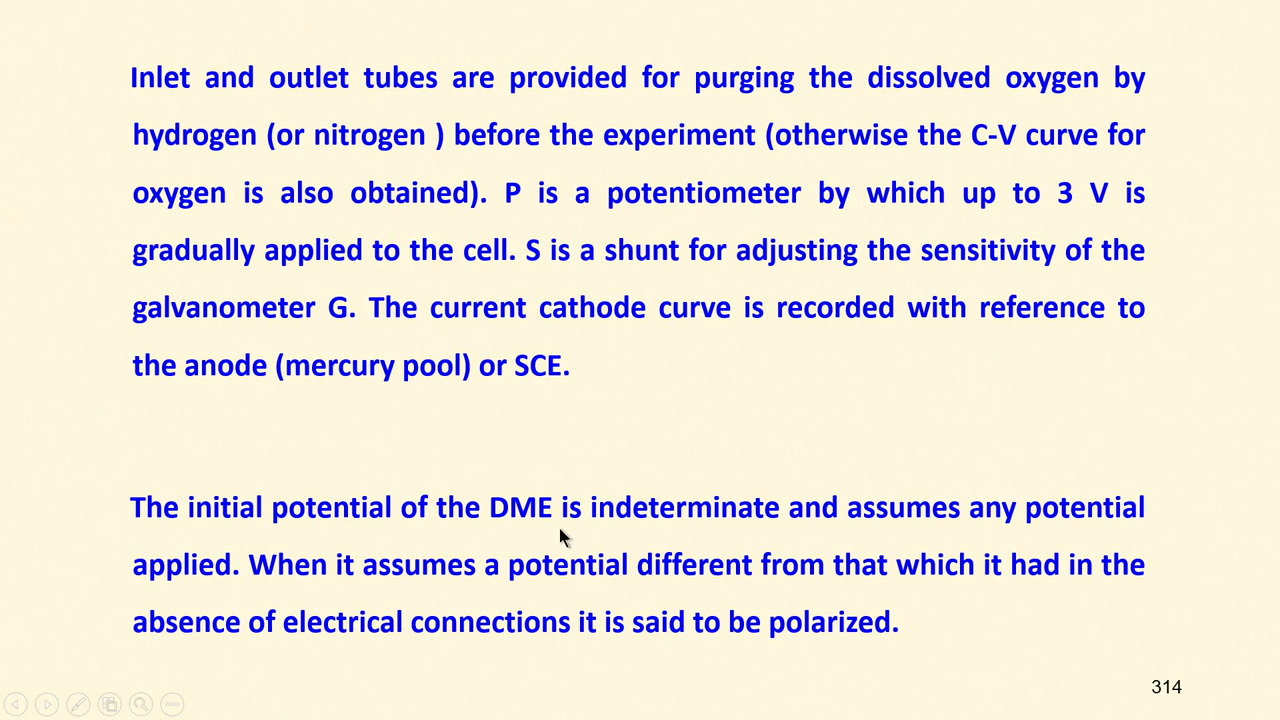 Inlet and outlet tubes are provided for purging the dissolved oxygen by
hydrogen (or nitrogen ) before the experiment (otherwise the C-V curve for
oxygen is also obtained). P is a potentiometer by which up to 3 V is
gradually applied to the cell. S is a shunt for adjusting the sensitivity of the
galvanometer G. The current cathode curve is recorded with reference to
the anode (mercury pool) or SCE.
The initial potential of the DME is indeterminate and assumes any potential
applied. When it assumes a potential different from that which it had in the
absence of electrical connections it is said to be polarized.
314